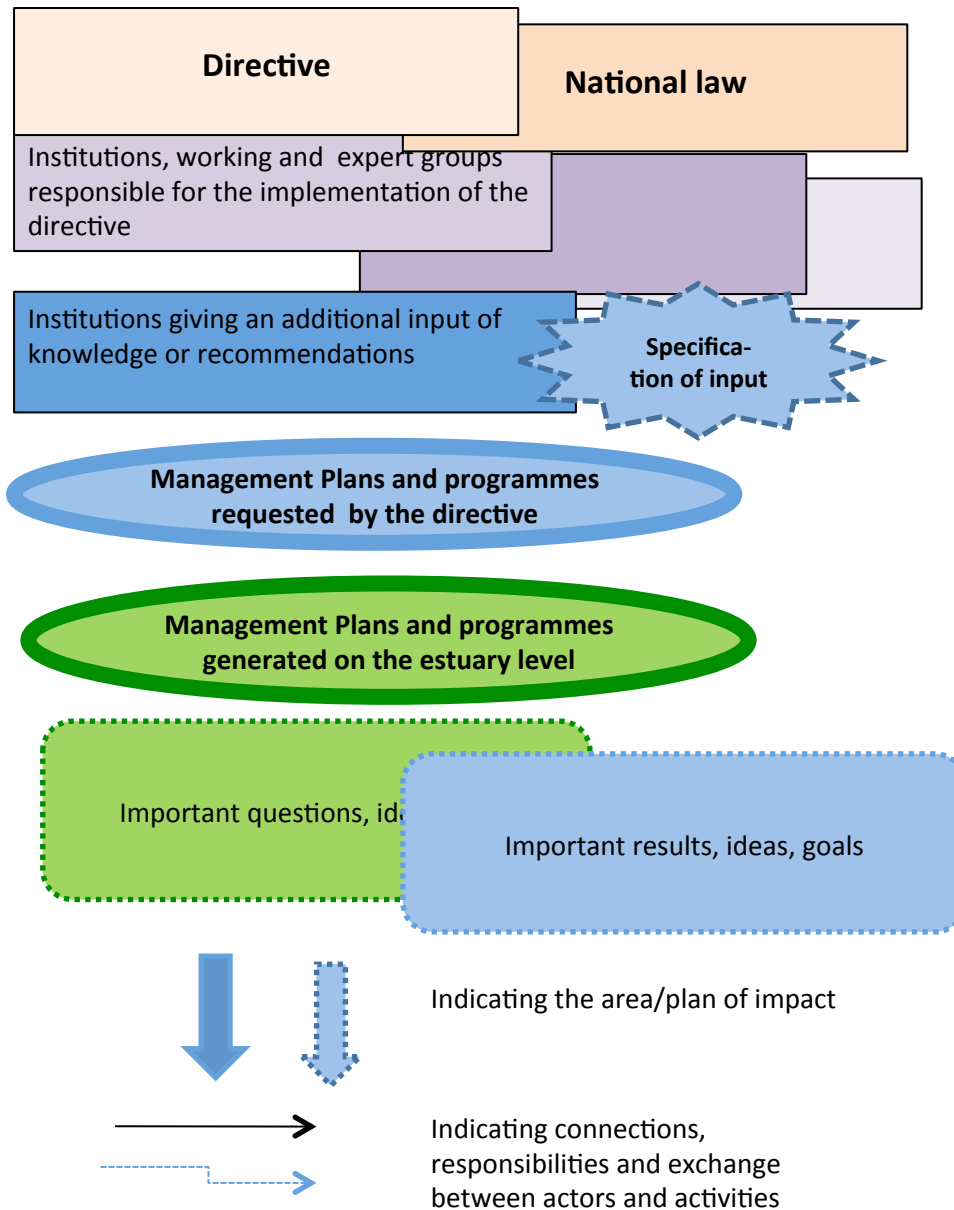 Directive
National law
Institutions, working and  expert groups
responsible for the implementation of the
directive
Institutions giving an additional input of
knowledge or recommendations
Specifica-
tion of input
Management Plans and programmes
requested  by the directive
Management Plans and programmes
generated on the estuary level
Important questions,
Important results, ideas, goals
Indicating the area/plan of impact
Indicating connections,
responsibilities and exchange
between actors and activities